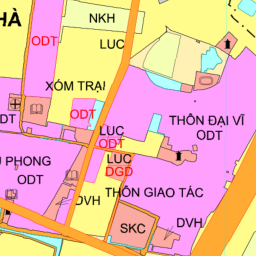 NKH
HÀ
ODT
LUC
XÓM TRẠI
ODT
THÔN ĐẠI VĨ
ODT
DT
LUC
ODT
PHONG
LUC
ODT
DGD
THÔN GIAO TÁC
DVH
SKC
DVH